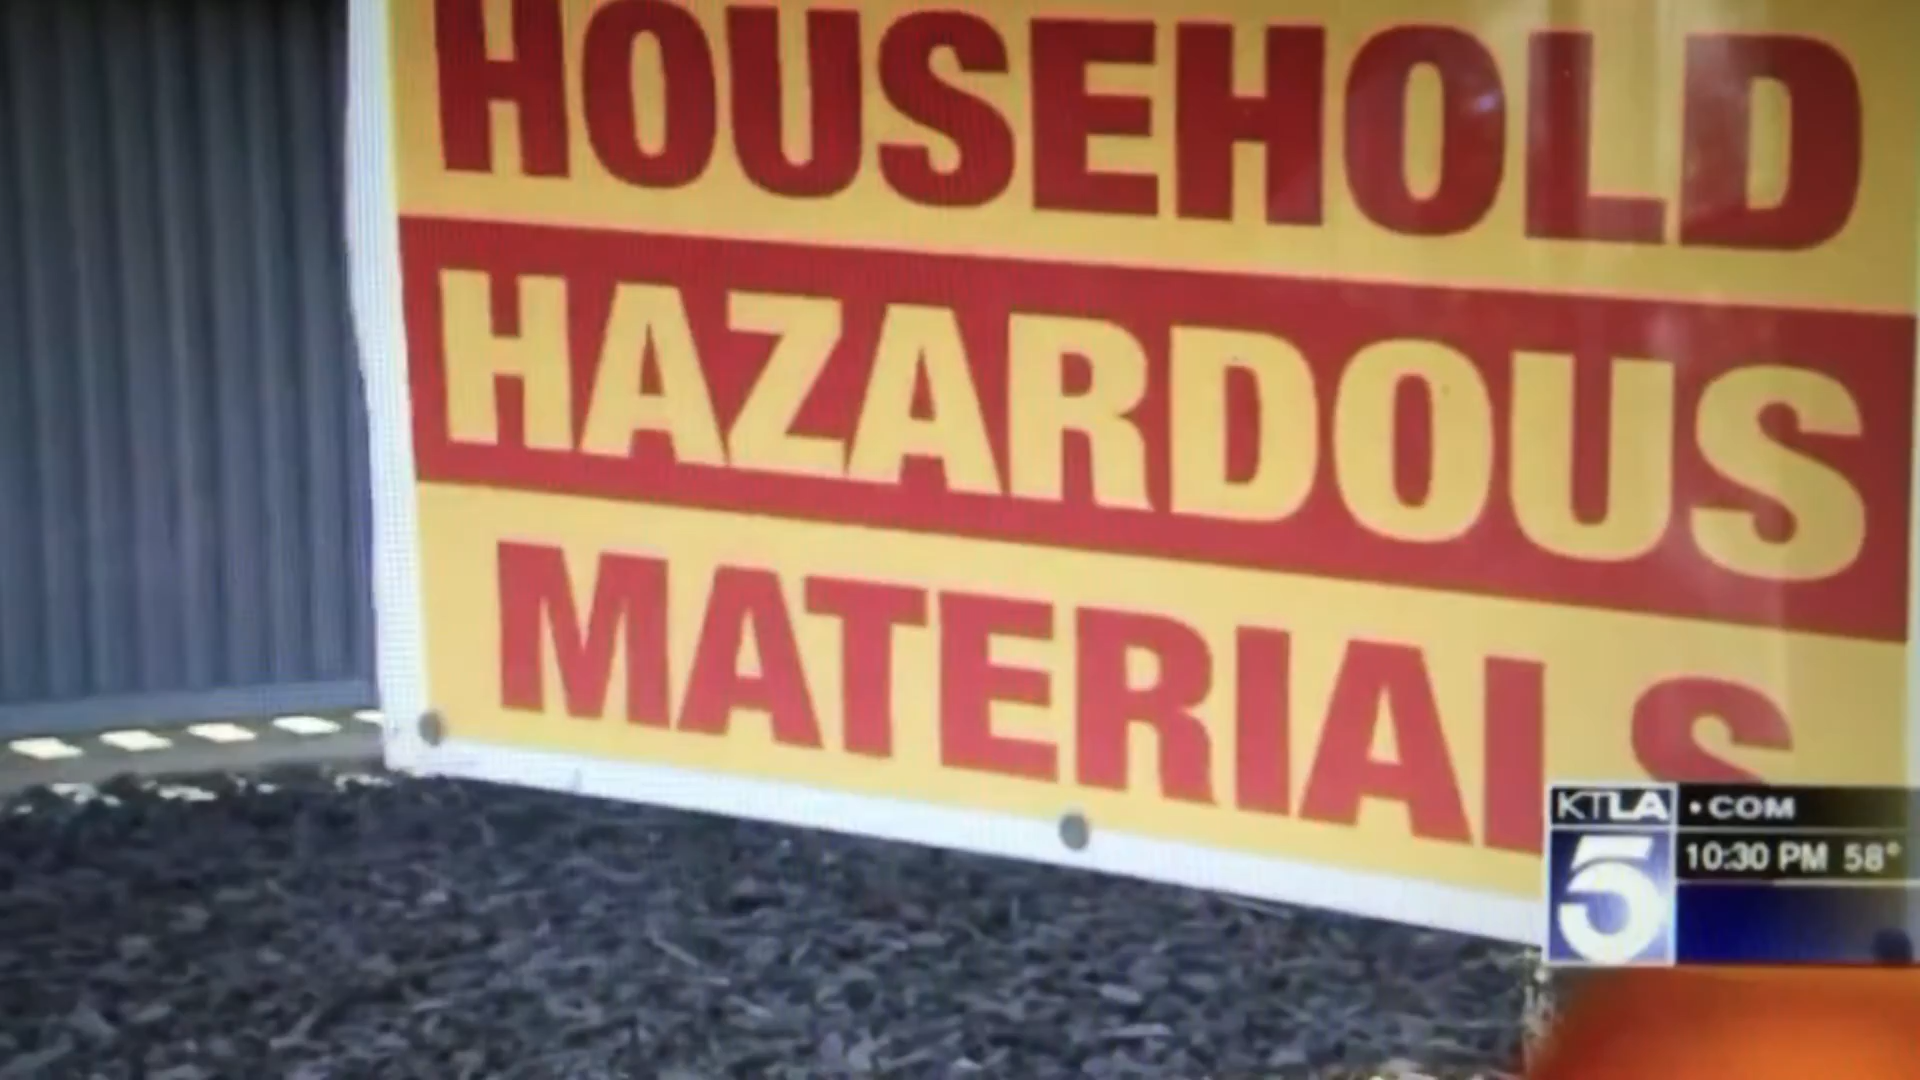 HOUSEHOLD
HAZARDOUS
MATERIALS
KTLA • COM
5 10:30 PM 58°